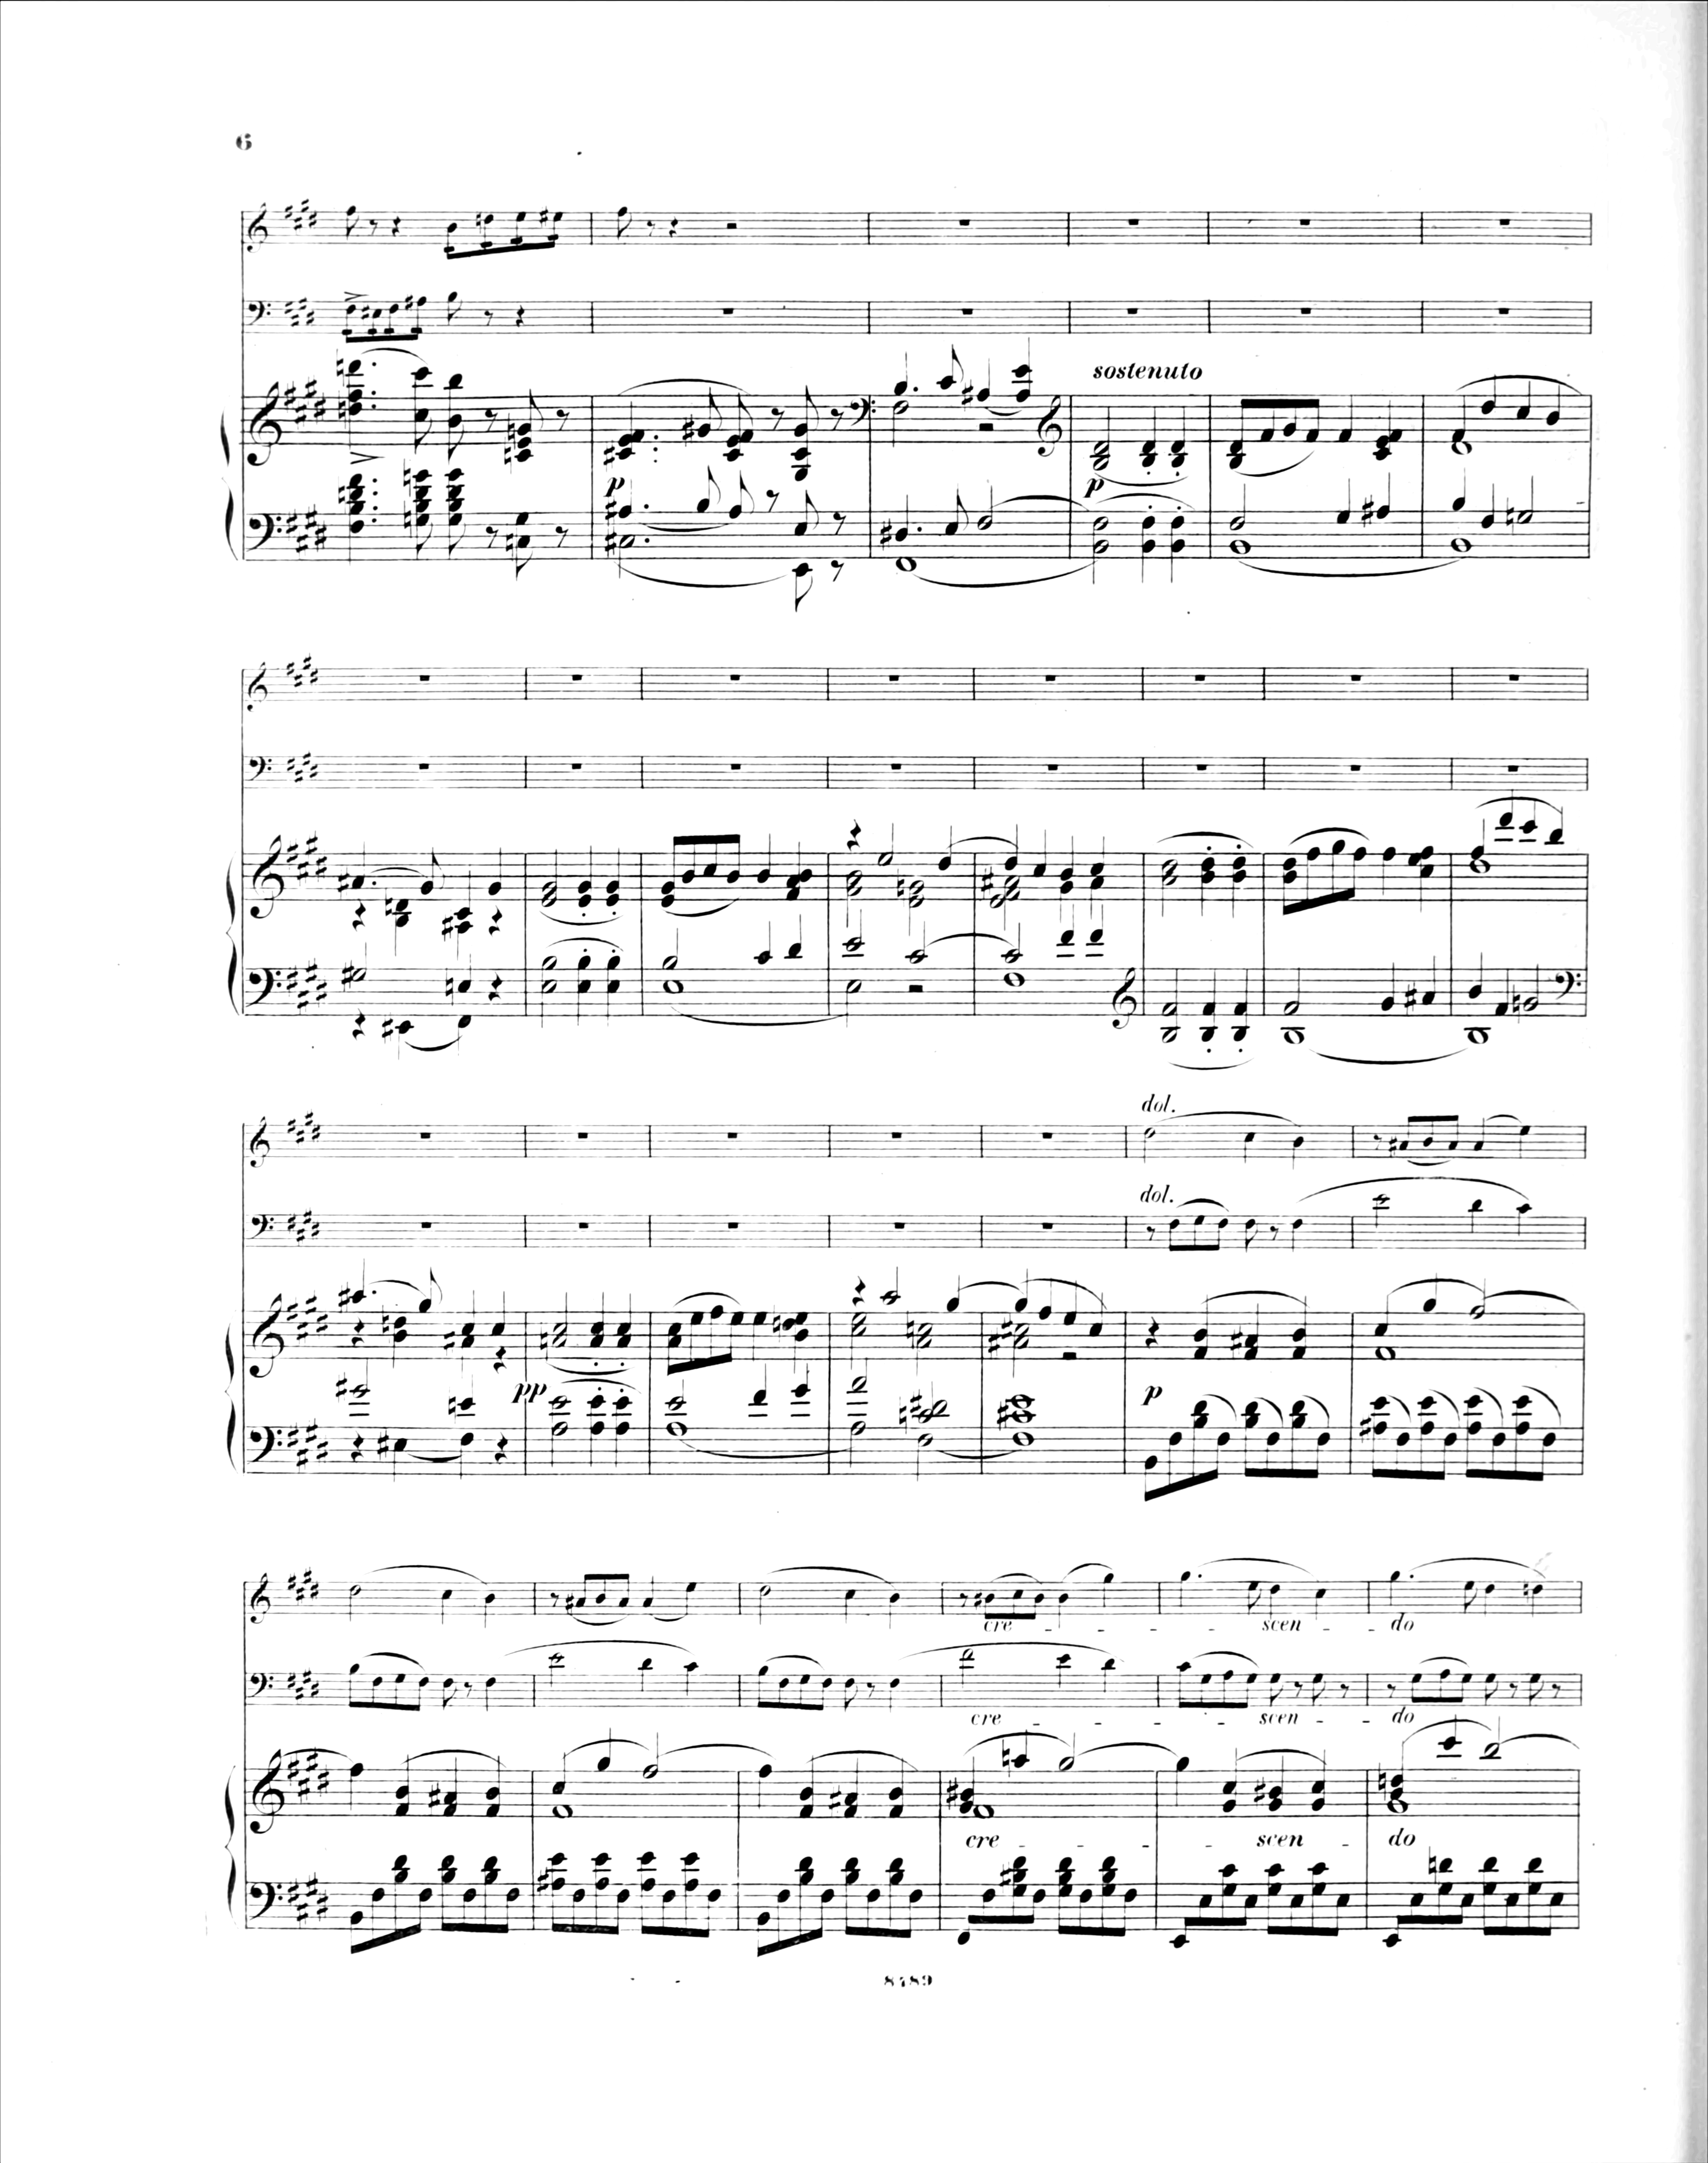 6
p
sostenuto
p
dol.
dol.
pp
p
cre - - - - scen - - do
cre - - - - scen - - do
cre - - - - scen - do
8489